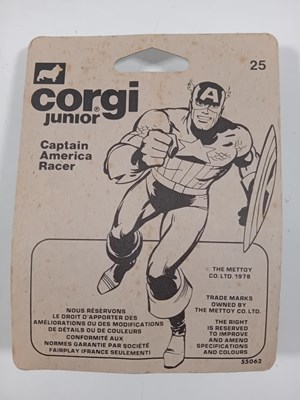 25
corgi®
junior
Captain
America
Racer
A
THE METTOY
CO. LTD. 1978
TRADE MARKS
OWNED BY
THE METTOY CO. LTD.
THE RIGHT
IS RESERVED
TO IMPROVE
AND AMEND
SPECIFICATIONS
AND COLOURS
NOUS RÉSERVONS
LE DROIT D'APPORTER DES
AMÉLIORATIONS OU DES MODIFICATIONS
DE DÉTAILS OU DE COULEURS
CONFORMITÉ AUX
NORMES GARANTIE PAR SOCIÉTÉ
FAIRPLAY (FRANCE SEULEMENT)
55062